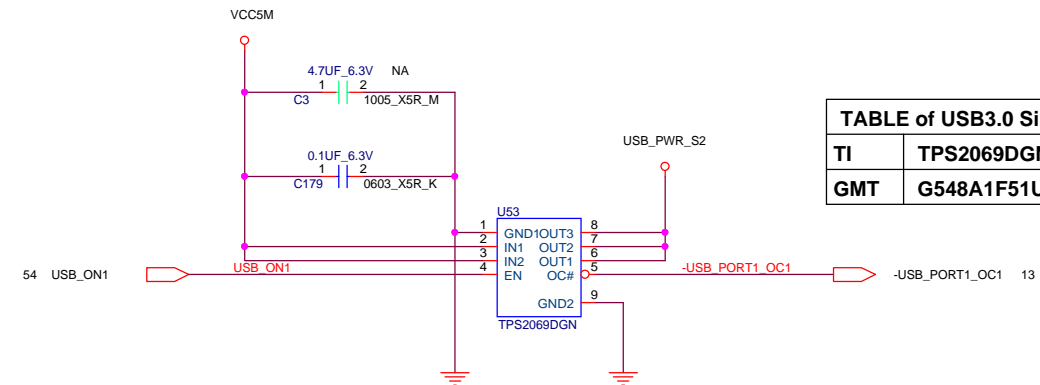 VCC5M
4.7UF_6.3V NA
1 2
C3 1005_X5R_M
TABLE of USB3.0 Si
USB_PWR_S2
TI TPS2069DG
0.1UF_6.3V
1 2
C179 0603_X5R_K
GMT G548A1F51
U53
1 GND1 OUT3 8
2 IN1 OUT2 7
3 IN2 OUT1 6
54 USB_ON1 USB_ON1 4 EN OC# 5 -USB_PORT1_OC1 -USB_PORT1_OC1 13
GND2 9
TPS2069DGN